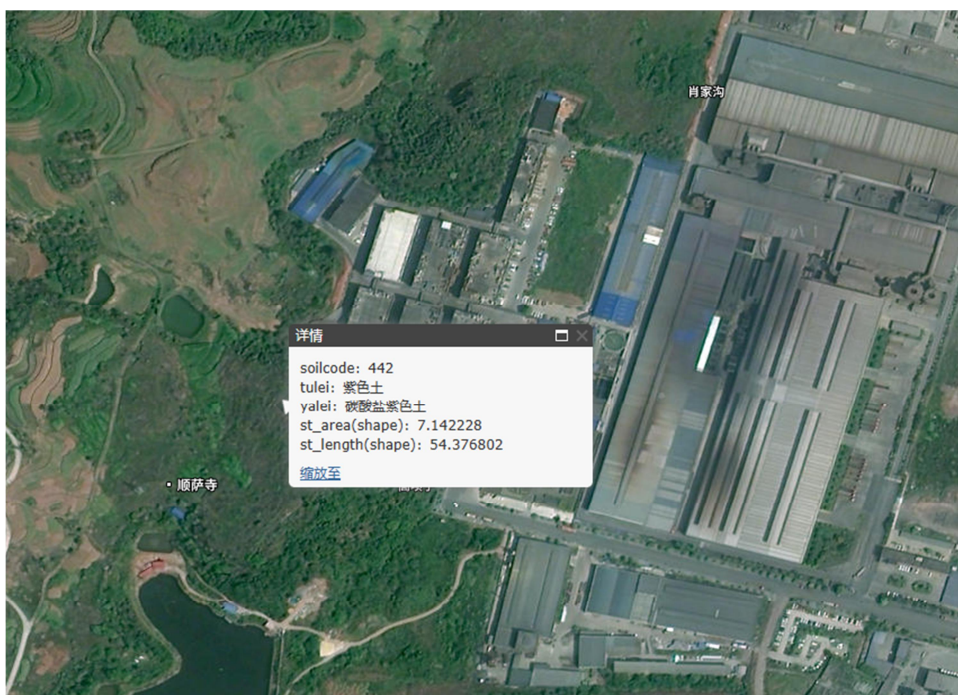 肖家沟
详情
soilcode: 442
tulei: 紫色土
yalei: 碳酸盐紫色土
st_area(shape): 7.142228
st_length(shape): 54.376802
缩放至
顺萨寺